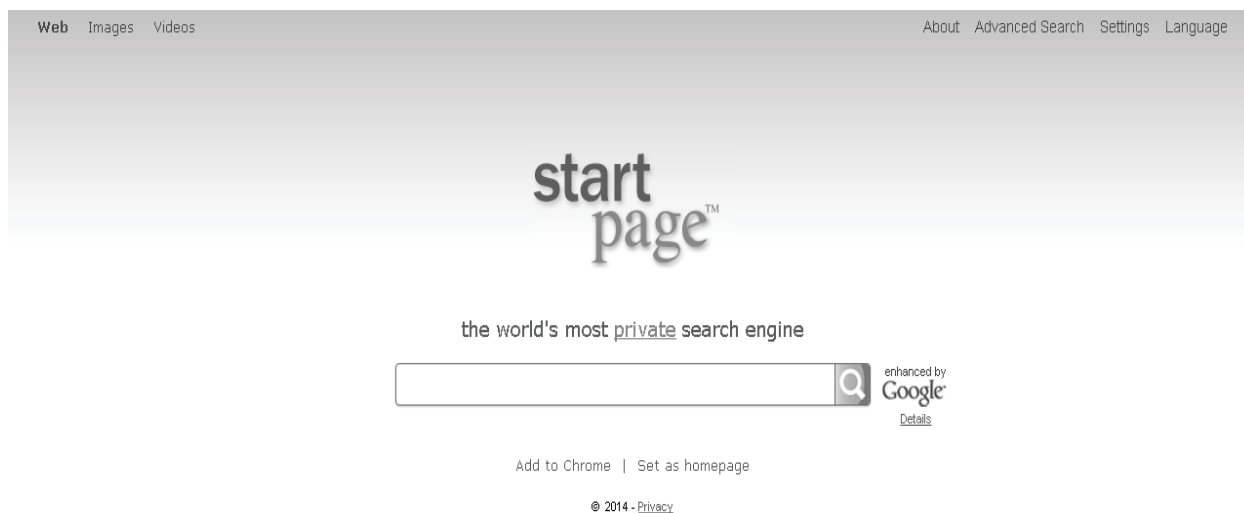 Web Images Videos About Advanced Search Settings Language
start
page™
the world's most private search engine
enhanced by
Google™
Details
Add to Chrome | Set as homepage
© 2014 - Privacy